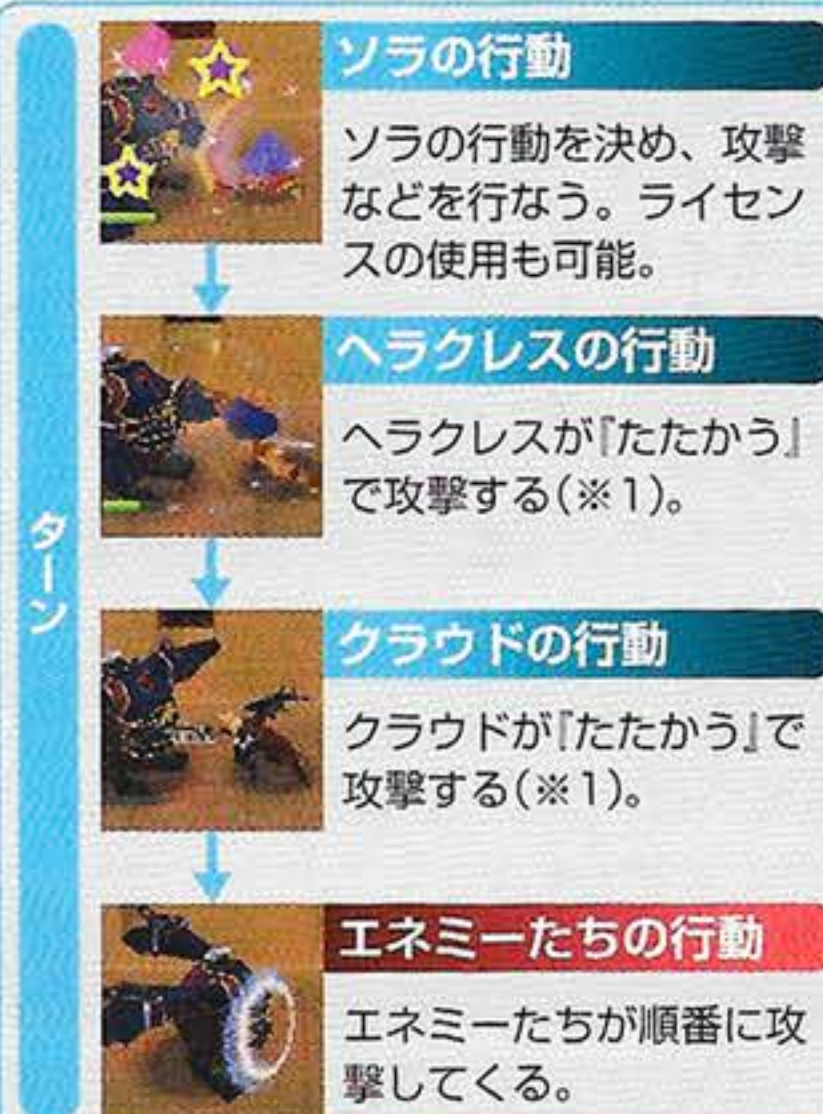 ターン
ソラの行動
ソラの行動を決め、攻撃
などを行なう。ライセン
スの使用も可能。
ヘラクレスの行動
ヘラクレスが『たたかう』
で攻撃する(※1)。
クラウドの行動
クラウドが『たたかう』で
攻撃する(※1)。
エネミーたちの行動
エネミーたちが順番に攻
撃してくる。